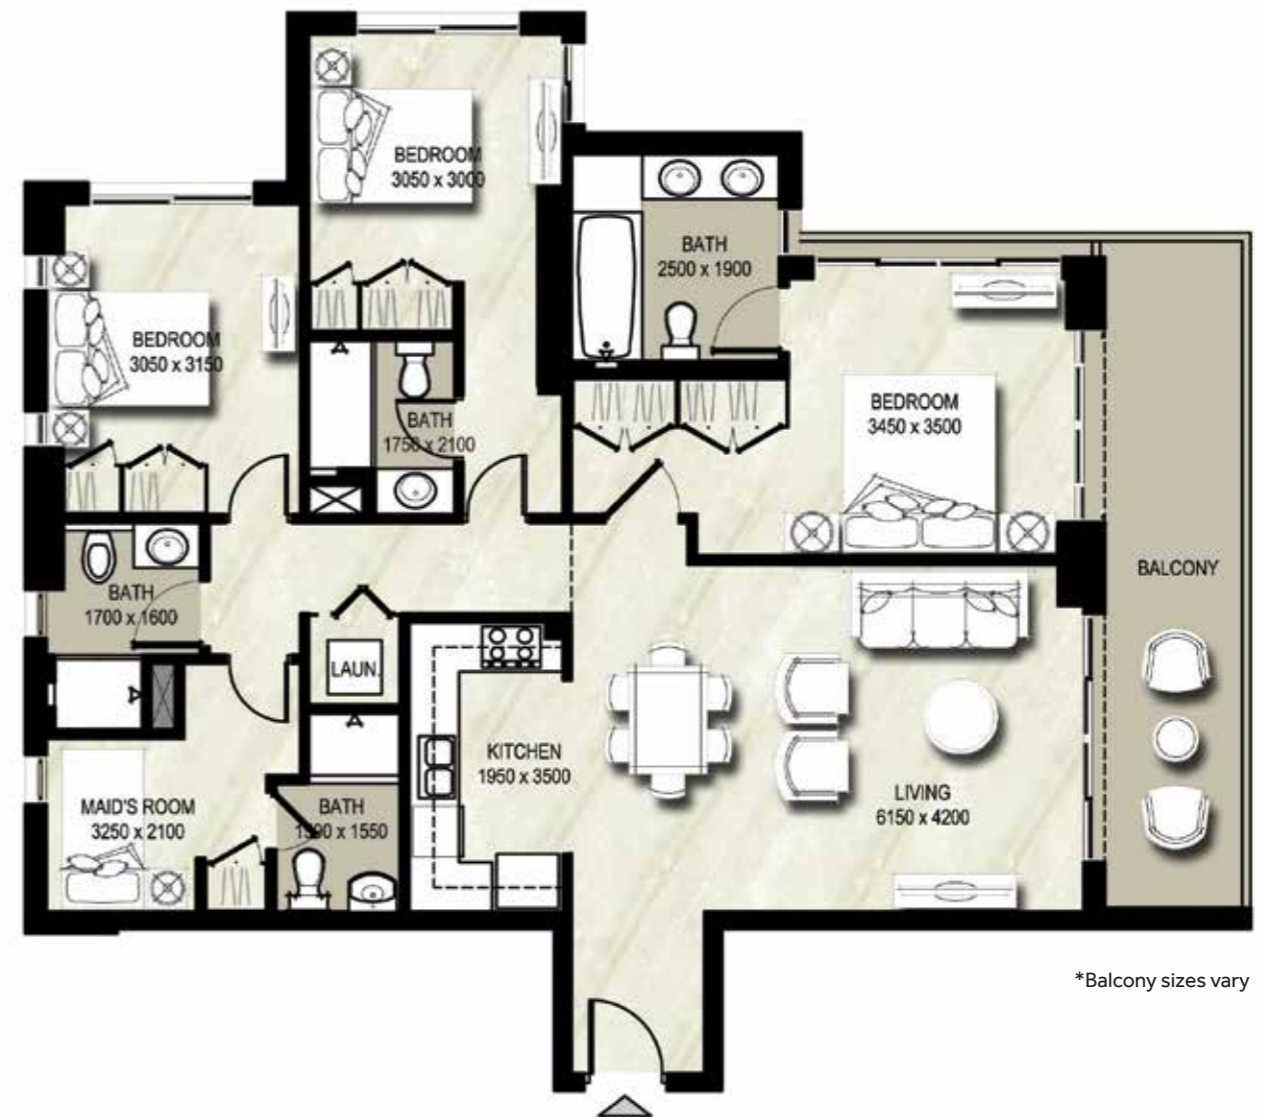 BEDROOM
3050 x 3000
BATH
2500 x 1900
BEDROOM
3050 x 3150
BEDROOM
3450 x 3500
BATH
1750 x 2100
BALCONY
BATH
1700 x 1600
LAUN.
KITCHEN
1950 x 3500
LIVING
6150 x 4200
MAID'S ROOM
3250 x 2100
BATH
x 1550
*Balcony sizes vary